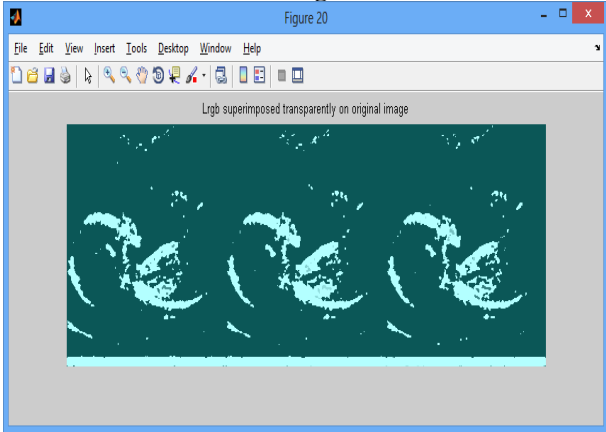 Figure 20
File Edit View Insert Tools Desktop Window Help
Lrgb superimposed transparently on original image